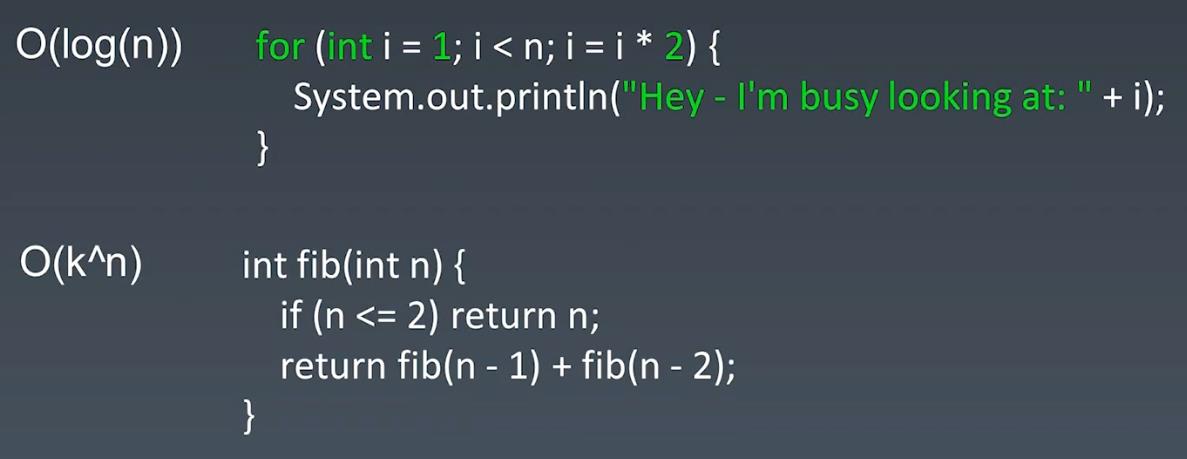 O(log(n)) for (int i = 1; i < n; i = i * 2) {
System.out.println("Hey - I'm busy looking at: " + i);
}
O(k^n) int fib(int n) {
if (n <= 2) return n;
return fib(n - 1) + fib(n - 2);
}